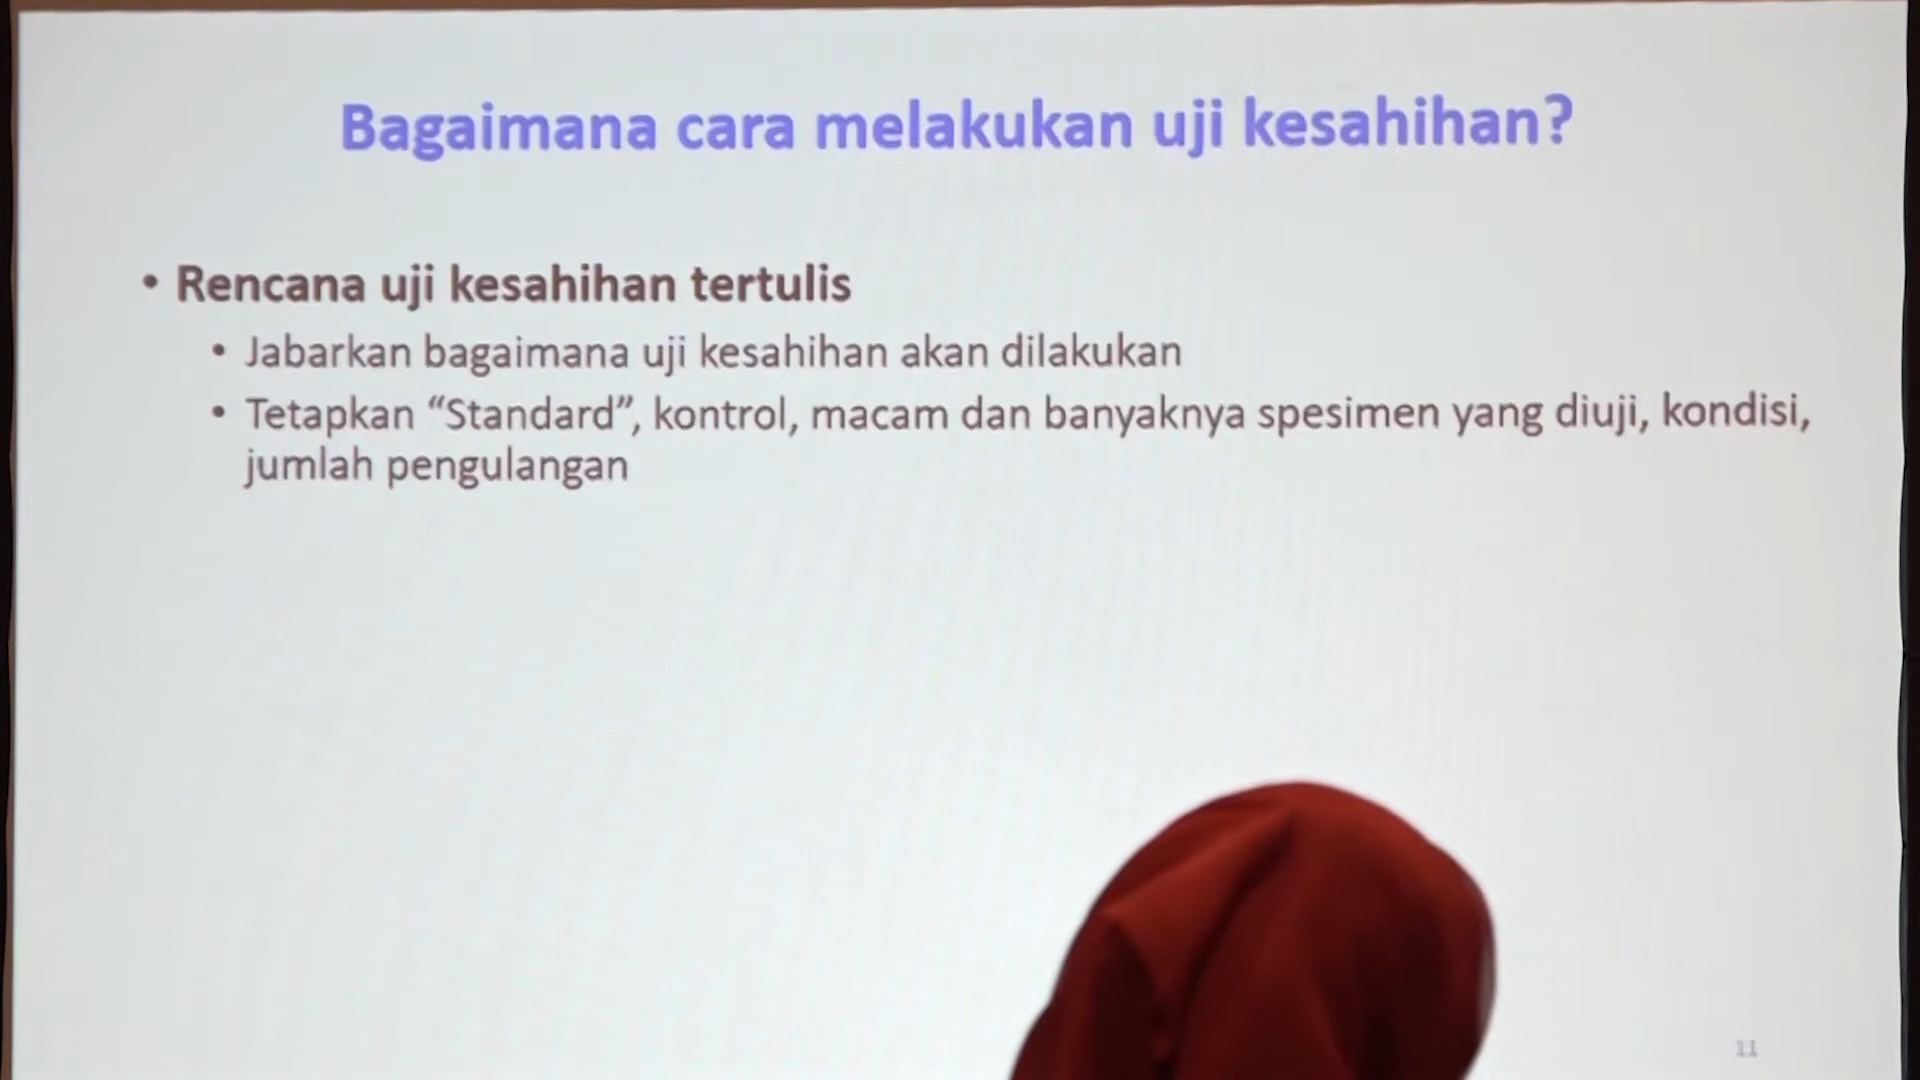 Bagaimana cara melakukan uji kesahihan?
• Rencana uji kesahihan tertulis
• Jabarkan bagaimana uji kesahihan akan dilakukan
• Tetapkan “Standard”, kontrol, macam dan banyaknya spesimen yang diuji, kondisi,
jumlah pengulangan
11